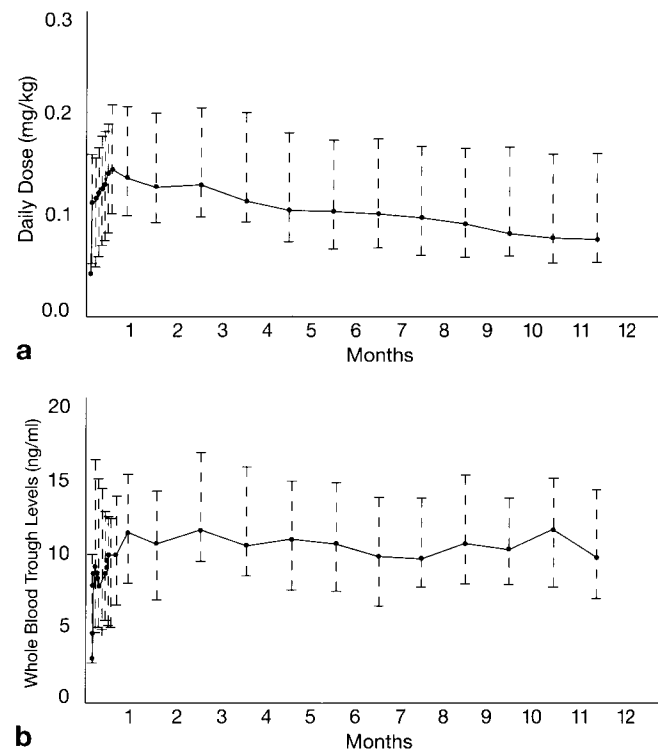 0.3
0.2
0.1
0.0
Daily Dose (mg/kg)
1 2 3 4 5 6 7 8 9 10 11 12
Months
a
20
15
10
5
0
Whole Blood Trough Levels (ng/ml)
1 2 3 4 5 6 7 8 9 10 11 12
Months
b